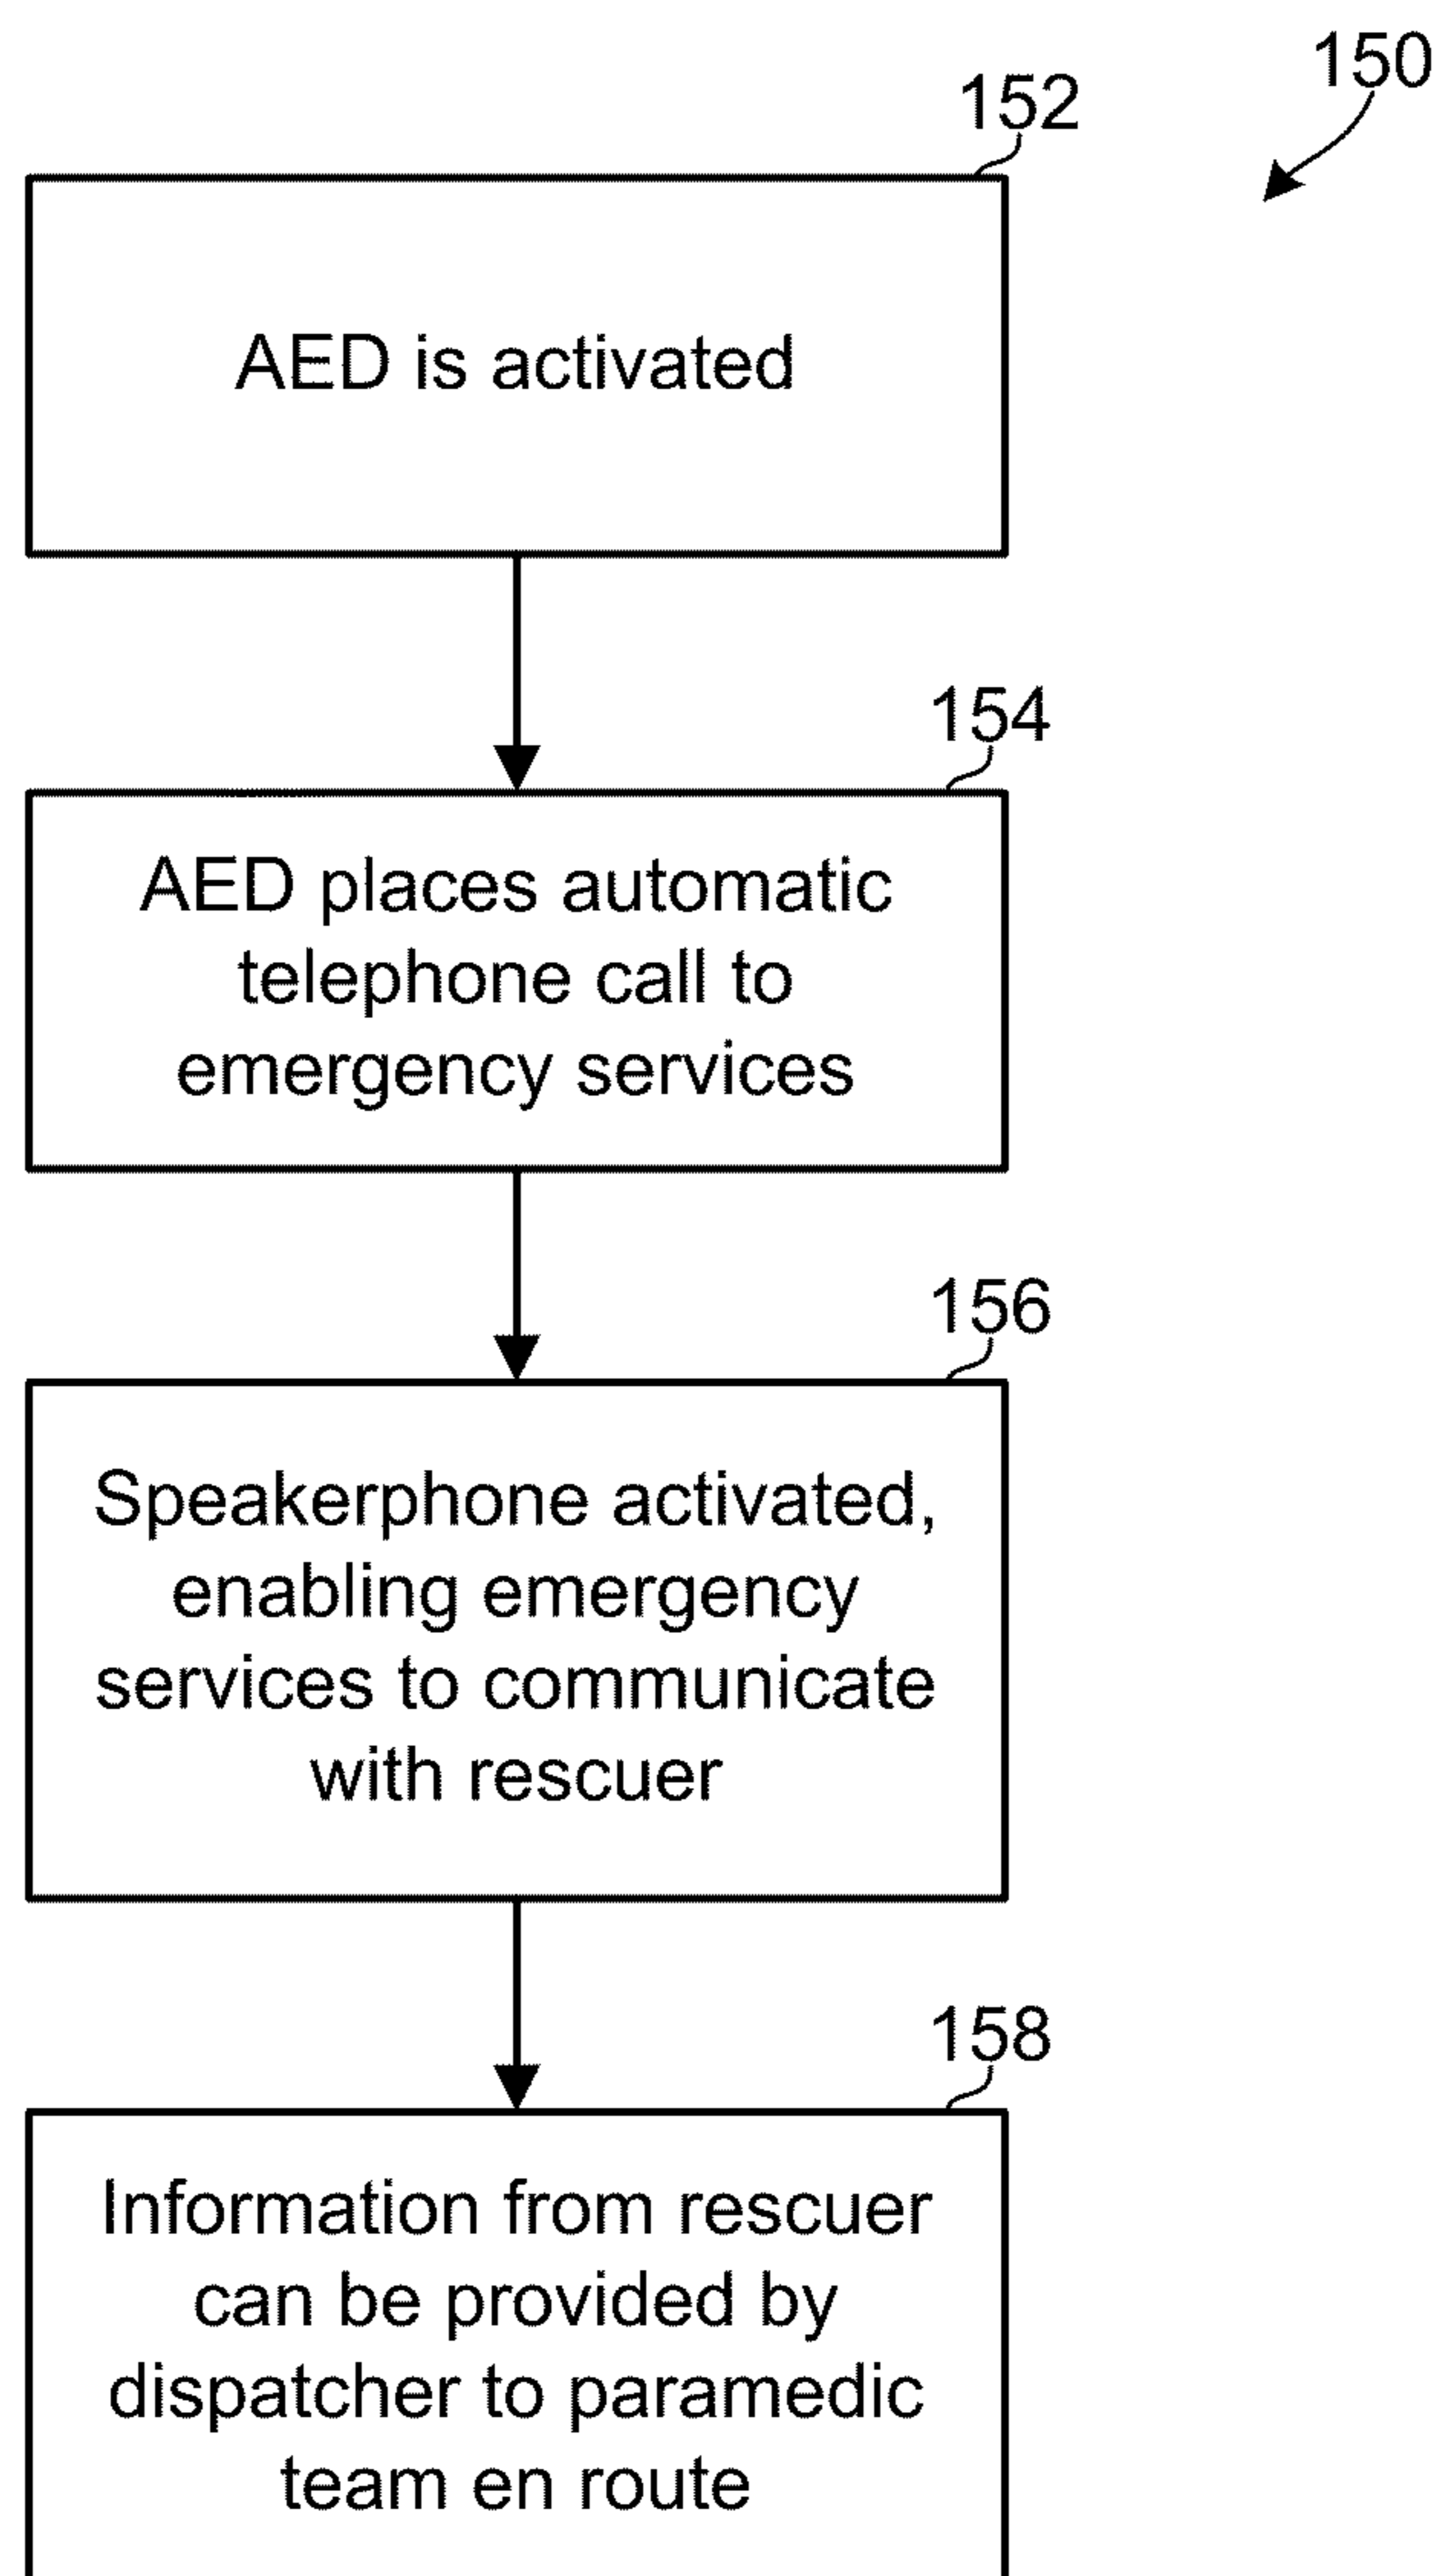 150
152
AED is activated
154
AED places automatic
telephone call to
emergency services
156
Speakerphone activated,
enabling emergency
services to communicate
with rescuer
158
Information from rescuer
can be provided by
dispatcher to paramedic
team en route